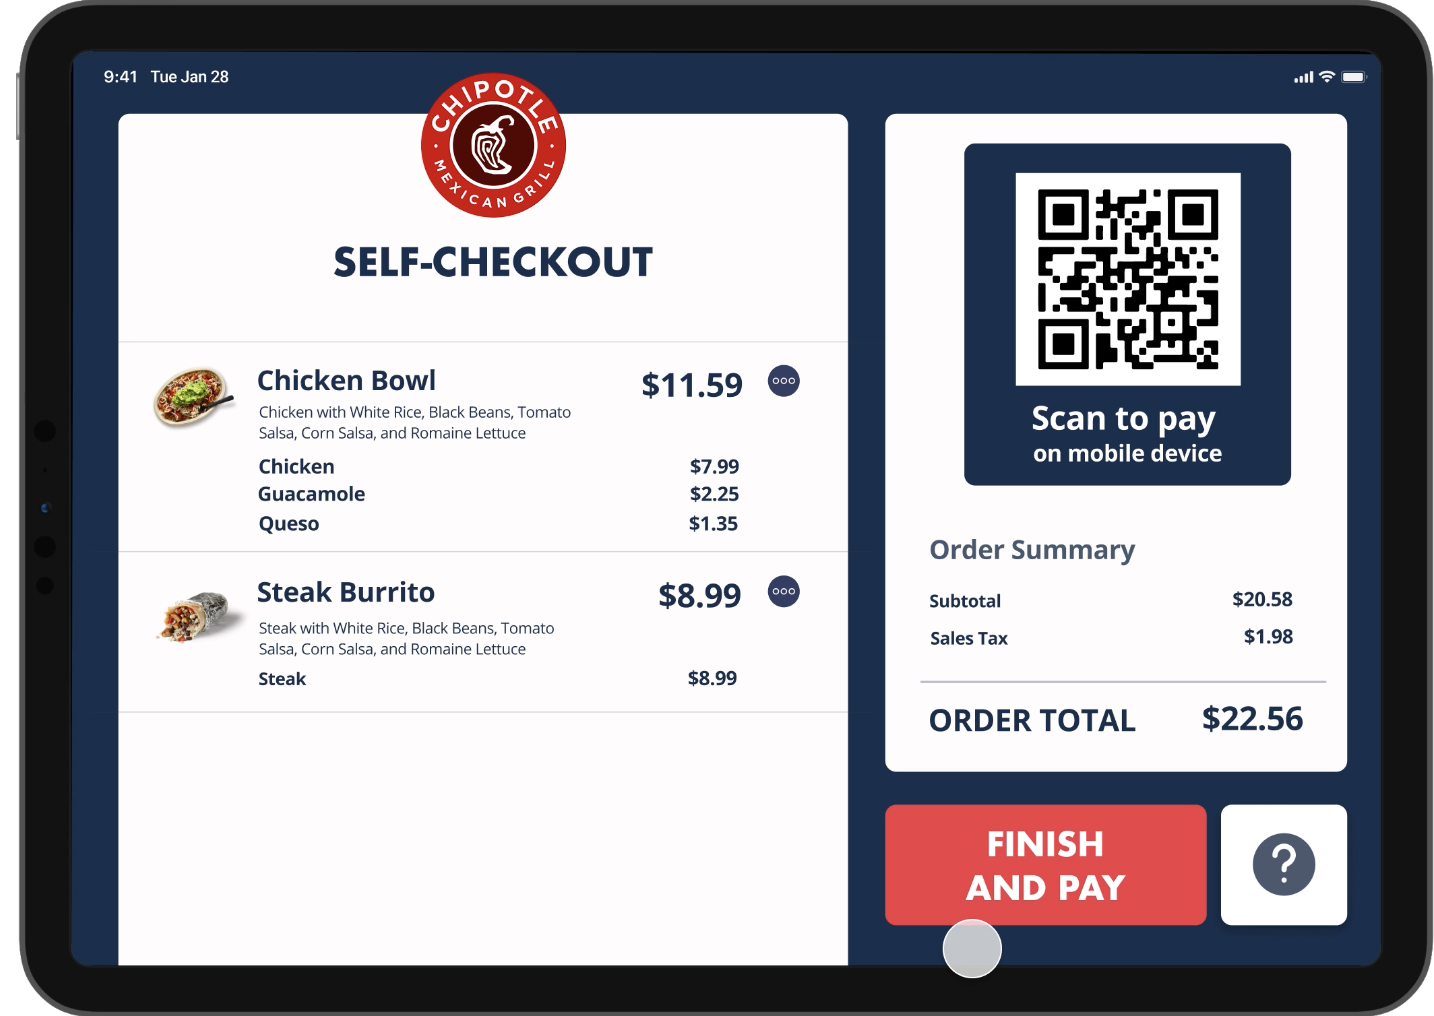 9:41 Tue Jan 28
CHIPOTLE
MEXICAN GRILL
SELF-CHECKOUT
Chicken Bowl $11.59
Chicken with White Rice, Black Beans, Tomato
Salsa, Corn Salsa, and Romaine Lettuce
Chicken $7.99
Guacamole $2.25
Queso $1.35
Steak Burrito $8.99
Steak with White Rice, Black Beans, Tomato
Salsa, Corn Salsa, and Romaine Lettuce
Steak $8.99
Scan to pay
on mobile device
Order Summary
Subtotal $20.58
Sales Tax $1.98
ORDER TOTAL $22.56
FINISH
AND PAY
?